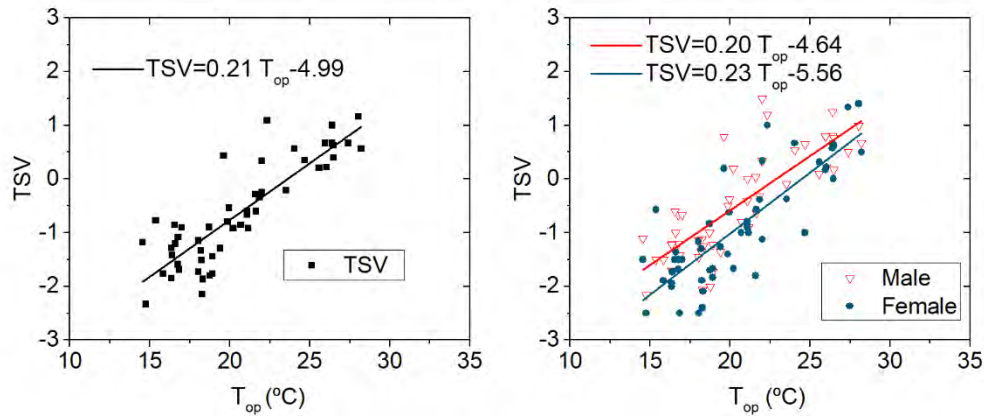 3
2
1
0
-1
-2
-3
TSV
TSV=0.21 Top-4.99
TSV
10 15 20 25 30
Top (ºC)
3
2
1
0
-1
-2
-3
TSV
TSV=0.20 Top-4.64
TSV=0.23 Top-5.56
Male
Female
10 15 20 25 30
Top (ºC)